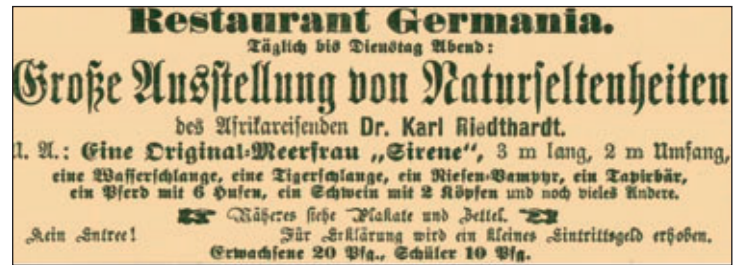 Restaurant Germania.
Täglich bis Dienstag Abend:
Große Ausstellung von Naturseltenheiten
des Afrikareisenden Dr. Karl Riedthardt.
U. A.: Eine Original-Meerfrau „Sirene“, 3 m lang, 2 m Umfang,
eine Wasserschlange, eine Tigerschlange, ein Riesen-Vampyr, ein Tapirbär,
ein Pferd mit 6 Hufen, ein Schwein mit 2 Köpfen und noch vieles Andere.
Näheres siehe Plakate und Zettel.
Kein Entree! Für Erklärung wird ein kleines Eintrittsgeld erhoben.
Erwachsene 20 Pfg., Schüler 10 Pfg.